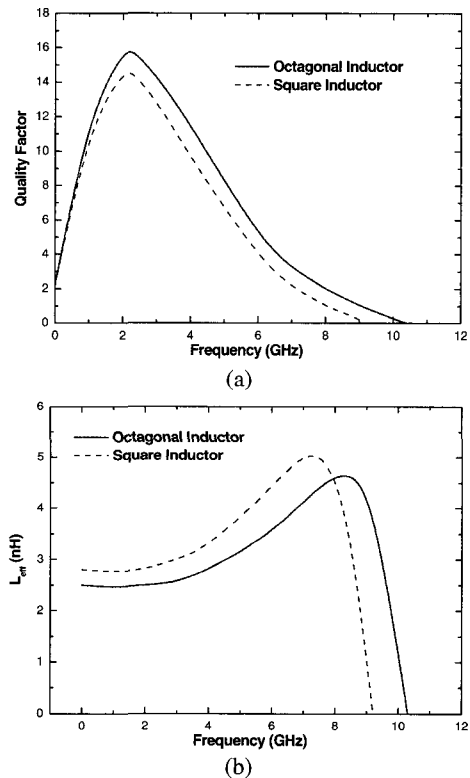 18
16
14
12
10
8
6
4
2
0
Quality Factor
Octagonal Inductor
Square Inductor
0 2 4 6 8 10 12
Frequency (GHz)
(a)
6
5
4
3
2
1
0
L_eff (nH)
Octagonal Inductor
Square Inductor
0 2 4 6 8 10 12
Frequency (GHz)
(b)